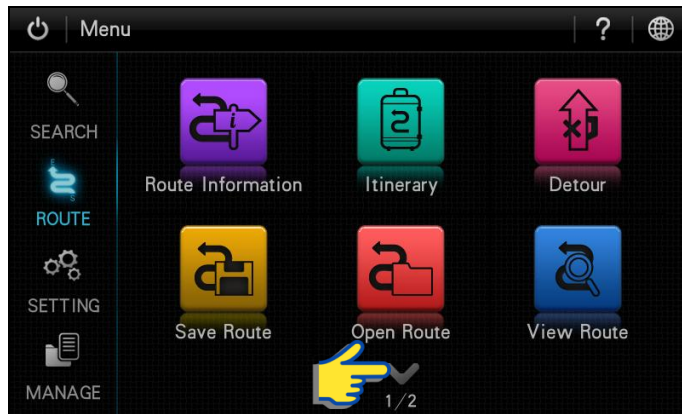 Menu
?
SEARCH
ROUTE
SETTING
MANAGE
Route Information
Itinerary
Detour
Save Route
Open Route
View Route
1/2